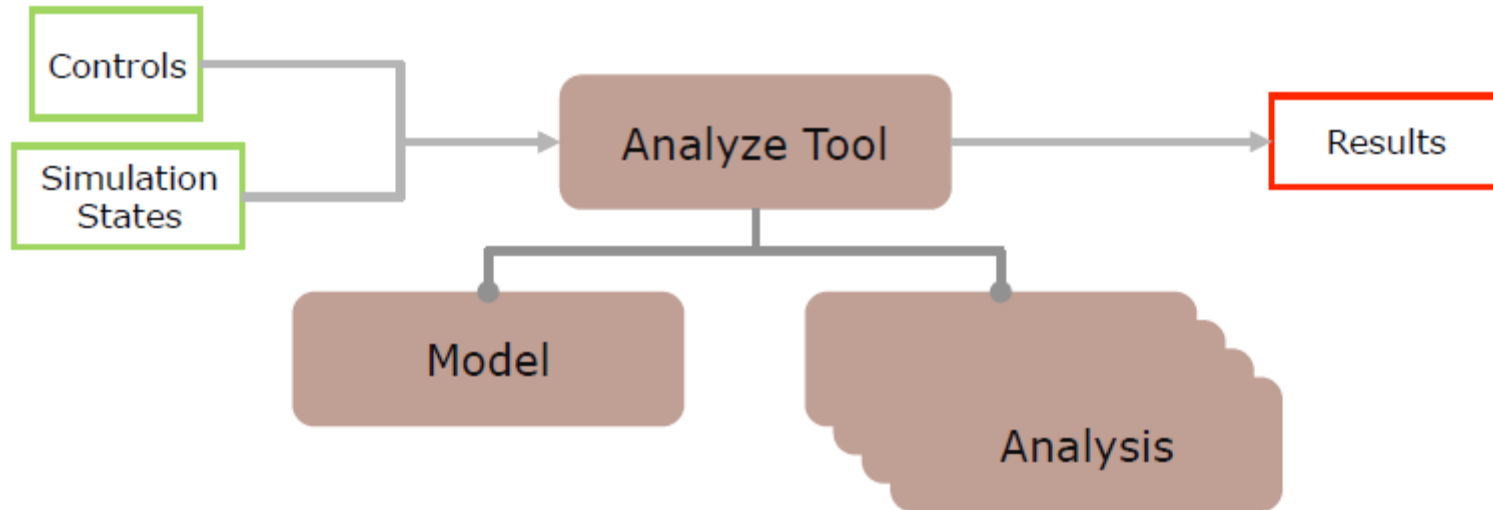 Controls
Simulation
States
Analyze Tool
Results
Model
Analysis